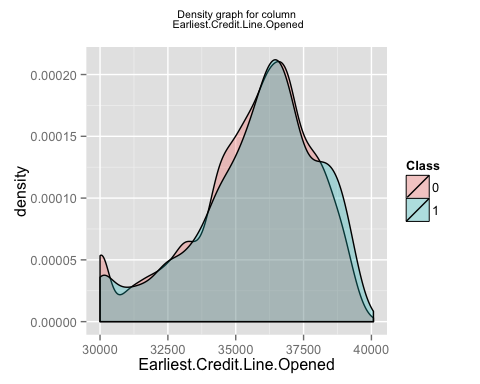 Density graph for column
Earliest.Credit.Line.Opened
0.00020
0.00015
0.00010
0.00005
0.00000
density
30000 32500 35000 37500 40000
Earliest.Credit.Line.Opened
Class
0
1